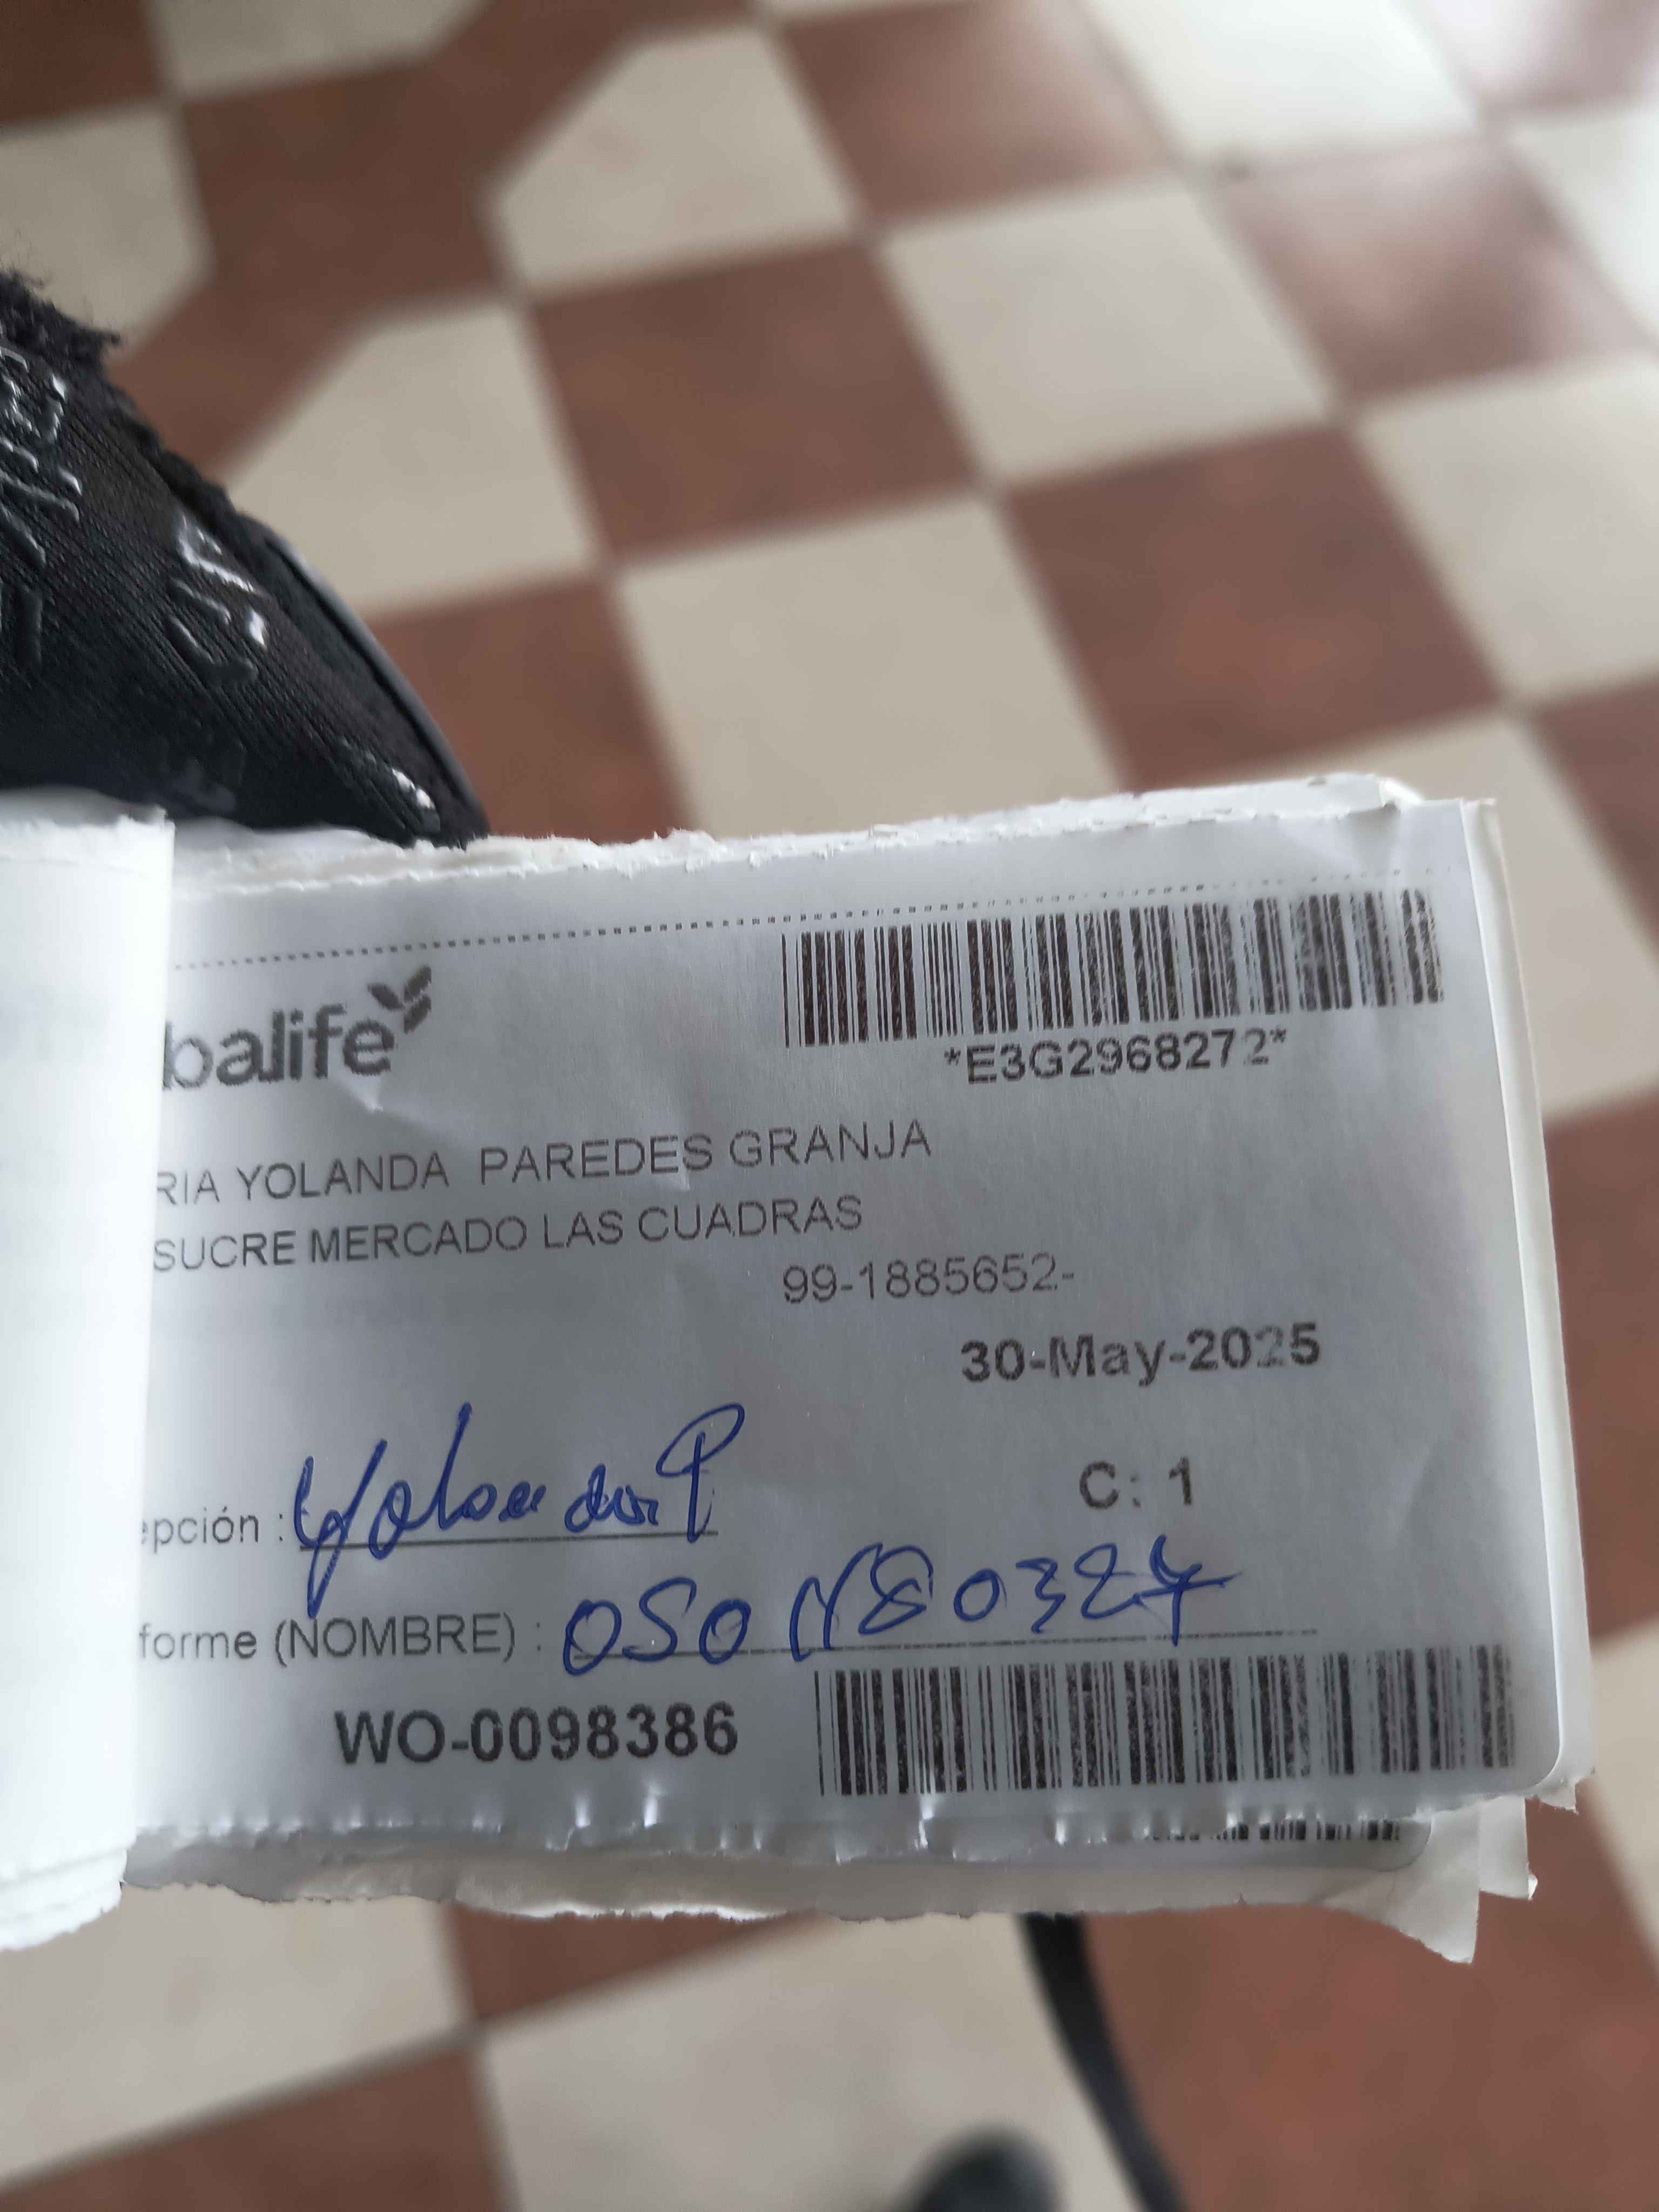 balife
*E3G2968272*
RIA YOLANDA PAREDES GRANJA
SUCRE MERCADO LAS CUADRAS
99-1885652-
30-May-2025
C: 1
epción : Yolanda P
forme (NOMBRE) :
WO-0098386